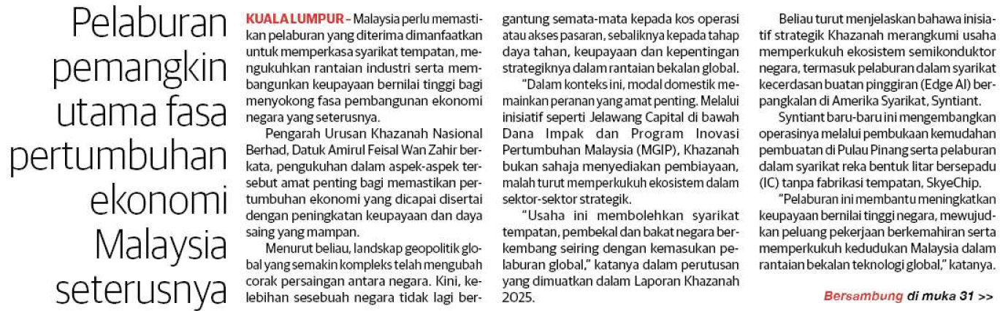 Pelaburan
pemangkin
utama fasa
pertumbuhan
ekonomi
Malaysia
seterusnya
KUALA LUMPUR – Malaysia perlu memasti-
kan pelaburan yang diterima dimanfaatkan
untuk memperkasa syarikat tempatan, me-
ngukuhkan rantaian industri serta mem-
bangunkan keupayaan bernilai tinggi bagi
menyokong fasa pembangunan ekonomi
negara yang seterusnya.
Pengarah Urusan Khazanah Nasional
Berhad, Datuk Amirul Feisal Wan Zahir ber-
kata, pengukuhan dalam aspek-aspek ter-
sebut amat penting bagi memastikan per-
tumbuhan ekonomi yang dicapai disertai
dengan peningkatan keupayaan dan daya
saing yang mampan.
Menurut beliau, landskap geopolitik glo-
bal yang semakin kompleks telah mengubah
corak persaingan antara negara. Kini, ke-
lebihan sesebuah negara tidak lagi ber-
gantung semata-mata kepada kos operasi
atau akses pasaran, sebaliknya kepada tahap
daya tahan, keupayaan dan kepentingan
strategiknya dalam rantaian bekalan global.
“Dalam konteks ini, modal domestik me-
mainkan peranan yang amat penting. Melalui
inisiatif seperti Jelawang Capital di bawah
Dana Impak dan Program Inovasi
Pertumbuhan Malaysia (MGIP), Khazanah
bukan sahaja menyediakan pembiayaan,
malah turut memperkukuh ekosistem dalam
sektor-sektor strategik.
“Usaha ini membolehkan syarikat
tempatan, pembekal dan bakat negara ber-
kembang seiring dengan kemasukan pe-
laburan global,” katanya dalam perutusan
yang dimuatkan dalam Laporan Khazanah
2025.
Beliau turut menjelaskan bahawa inisia-
tif strategik Khazanah merangkumi usaha
memperkukuh ekosistem semikonduktor
negara, termasuk pelaburan dalam syarikat
kecerdasan buatan pinggiran (Edge AI) ber-
pangkalan di Amerika Syarikat, Syntiant.
Syntiant baru-baru ini mengembangkan
operasinya melalui pembukaan kemudahan
pembuatan di Pulau Pinang serta pelaburan
dalam syarikat reka bentuk litar bersepadu
(IC) tanpa fabrikasi tempatan, SkyeChip.
“Pelaburan ini membantu meningkatkan
keupayaan bernilai tinggi negara, mewujud-
kan peluang pekerjaan berkemahiran serta
memperkukuh kedudukan Malaysia dalam
rantaian bekalan teknologi global,” katanya.
Bersambung di muka 31 >>